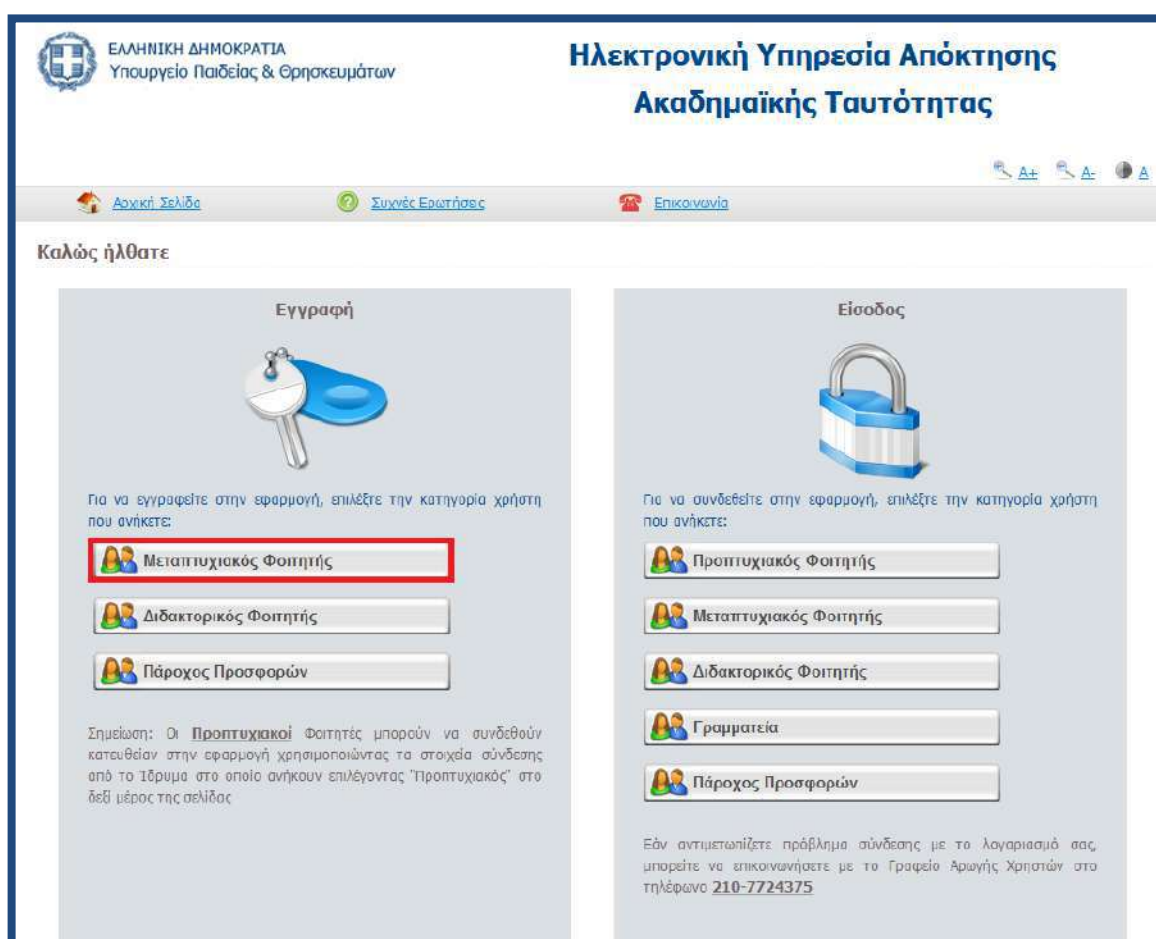 ΕΛΛΗΝΙΚΗ ΔΗΜΟΚΡΑΤΙΑ
Υπουργείο Παιδείας & Θρησκευμάτων
Ηλεκτρονική Υπηρεσία Απόκτησης
Ακαδημαϊκής Ταυτότητας
A+ A- A
Αρχική Σελίδα Συχνές Ερωτήσεις Επικοινωνία
Καλώς ήλθατε
Εγγραφή
Για να εγγραφείτε στην εφαρμογή, επιλέξτε την κατηγορία χρήστη
που ανήκετε:
Μεταπτυχιακός Φοιτητής
Διδακτορικός Φοιτητής
Πάροχος Προσφορών
Σημείωση: Οι Προπτυχιακοί Φοιτητές μπορούν να συνδεθούν
κατευθείαν στην εφαρμογή χρησιμοποιώντας τα στοιχεία σύνδεσης
από το Ίδρυμα στο οποίο ανήκουν επιλέγοντας "Προπτυχιακός" στο
δεξί μέρος της σελίδας
Είσοδος
Για να συνδεθείτε στην εφαρμογή, επιλέξτε την κατηγορία χρήστη
που ανήκετε:
Προπτυχιακός Φοιτητής
Μεταπτυχιακός Φοιτητής
Διδακτορικός Φοιτητής
Γραμματεία
Πάροχος Προσφορών
Εάν αντιμετωπίζετε πρόβλημα σύνδεσης με το λογαριασμό σας,
μπορείτε να επικοινωνήσετε με το Γραφείο Αρωγής Χρηστών στο
τηλέφωνο 210-7724375